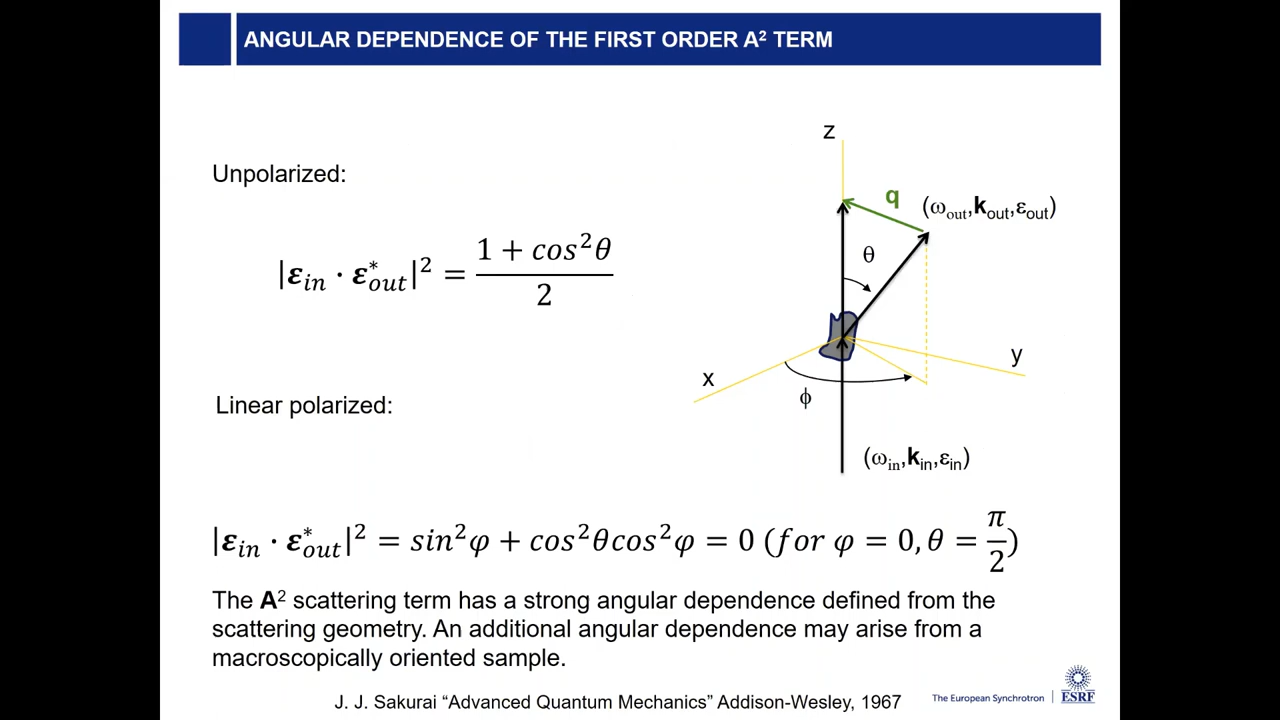 ANGULAR DEPENDENCE OF THE FIRST ORDER A² TERM
Unpolarized:
|ε_in · ε*_out|² = (1 + cos²θ)/2
z
q
(ω_out,k_out,ε_out)
θ
y
x
ϕ
(ω_in,k_in,ε_in)
Linear polarized:
|ε_in · ε*_out|² = sin²φ + cos²θcos²φ = 0 (for φ = 0, θ = π/2)
The A² scattering term has a strong angular dependence defined from the
scattering geometry. An additional angular dependence may arise from a
macroscopically oriented sample.
J. J. Sakurai “Advanced Quantum Mechanics” Addison-Wesley, 1967
The European Synchrotron
ESRF